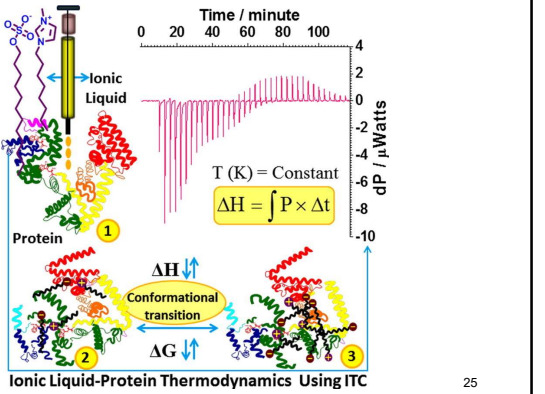 Time / minute
0 20 40 60 80 100
4
2
0
-2
-4
-6
-8
-10
dP / µWatts
O
O⁻
S
O
O
N⁺
N
Ionic
Liquid
T (K) = Constant
ΔH = ∫ P × Δt
Protein
1
ΔH ↓↑
Conformational
transition
ΔG ↓↑
2
3
Ionic Liquid-Protein Thermodynamics Using ITC
25